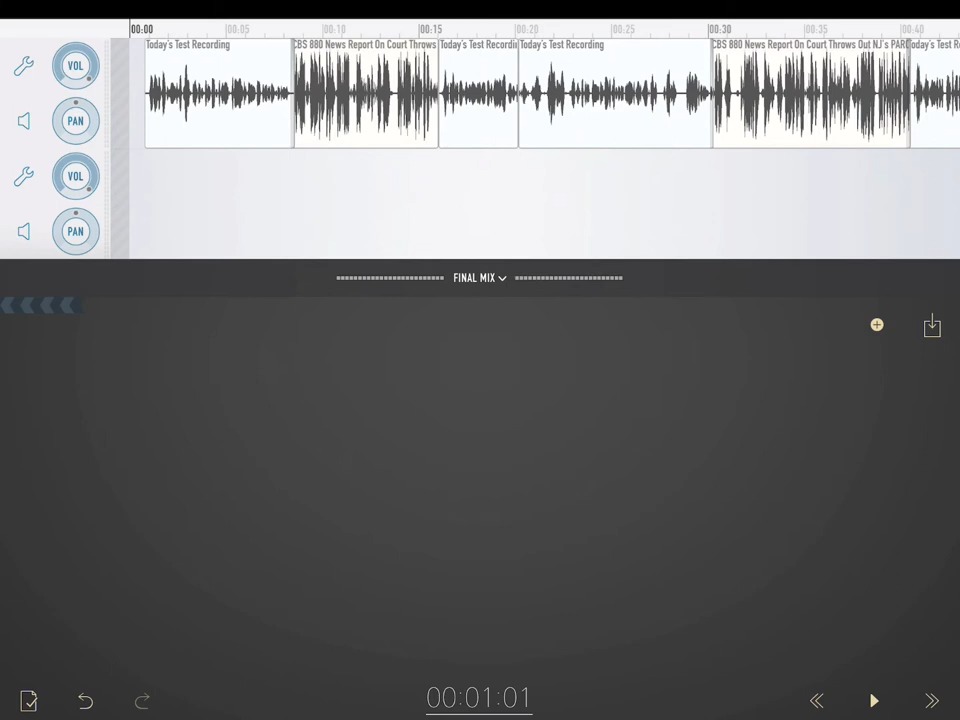 00:00 00:05 00:10 00:15 00:20 00:25 00:30 00:35 00:40
Today's Test Recording CBS 880 News Report On Court Throws Today's Test Recordi Today's Test Recording CBS 880 News Report On Court Throws Out NJ's PAR Today's Test R
VOL
PAN
VOL
PAN
FINAL MIX
00:01:01